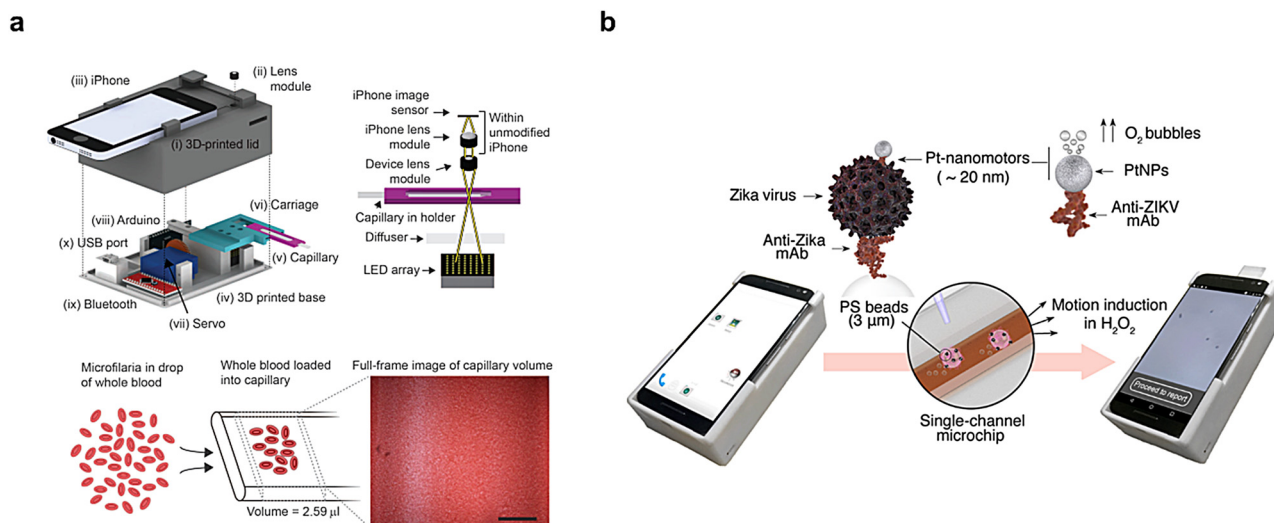 a
(iii) iPhone
(ii) Lens
module
(i) 3D-printed lid
(viii) Arduino
(vi) Carriage
(x) USB port
(v) Capillary
(iv) 3D printed base
(ix) Bluetooth
(vii) Servo
iPhone image
sensor
iPhone lens
module
Within
unmodified
iPhone
Device lens
module
Capillary in holder
Diffuser
LED array
Microfilaria in drop
of whole blood
Whole blood loaded
into capillary
Full-frame image of capillary volume
Volume = 2.59 µl
b
Zika virus
Pt-nanomotors
(~ 20 nm)
O₂ bubbles
PtNPs
Anti-ZIKV
mAb
Anti-Zika
mAb
PS beads
(3 µm)
Motion induction
in H₂O₂
Single-channel
microchip
Proceed to report